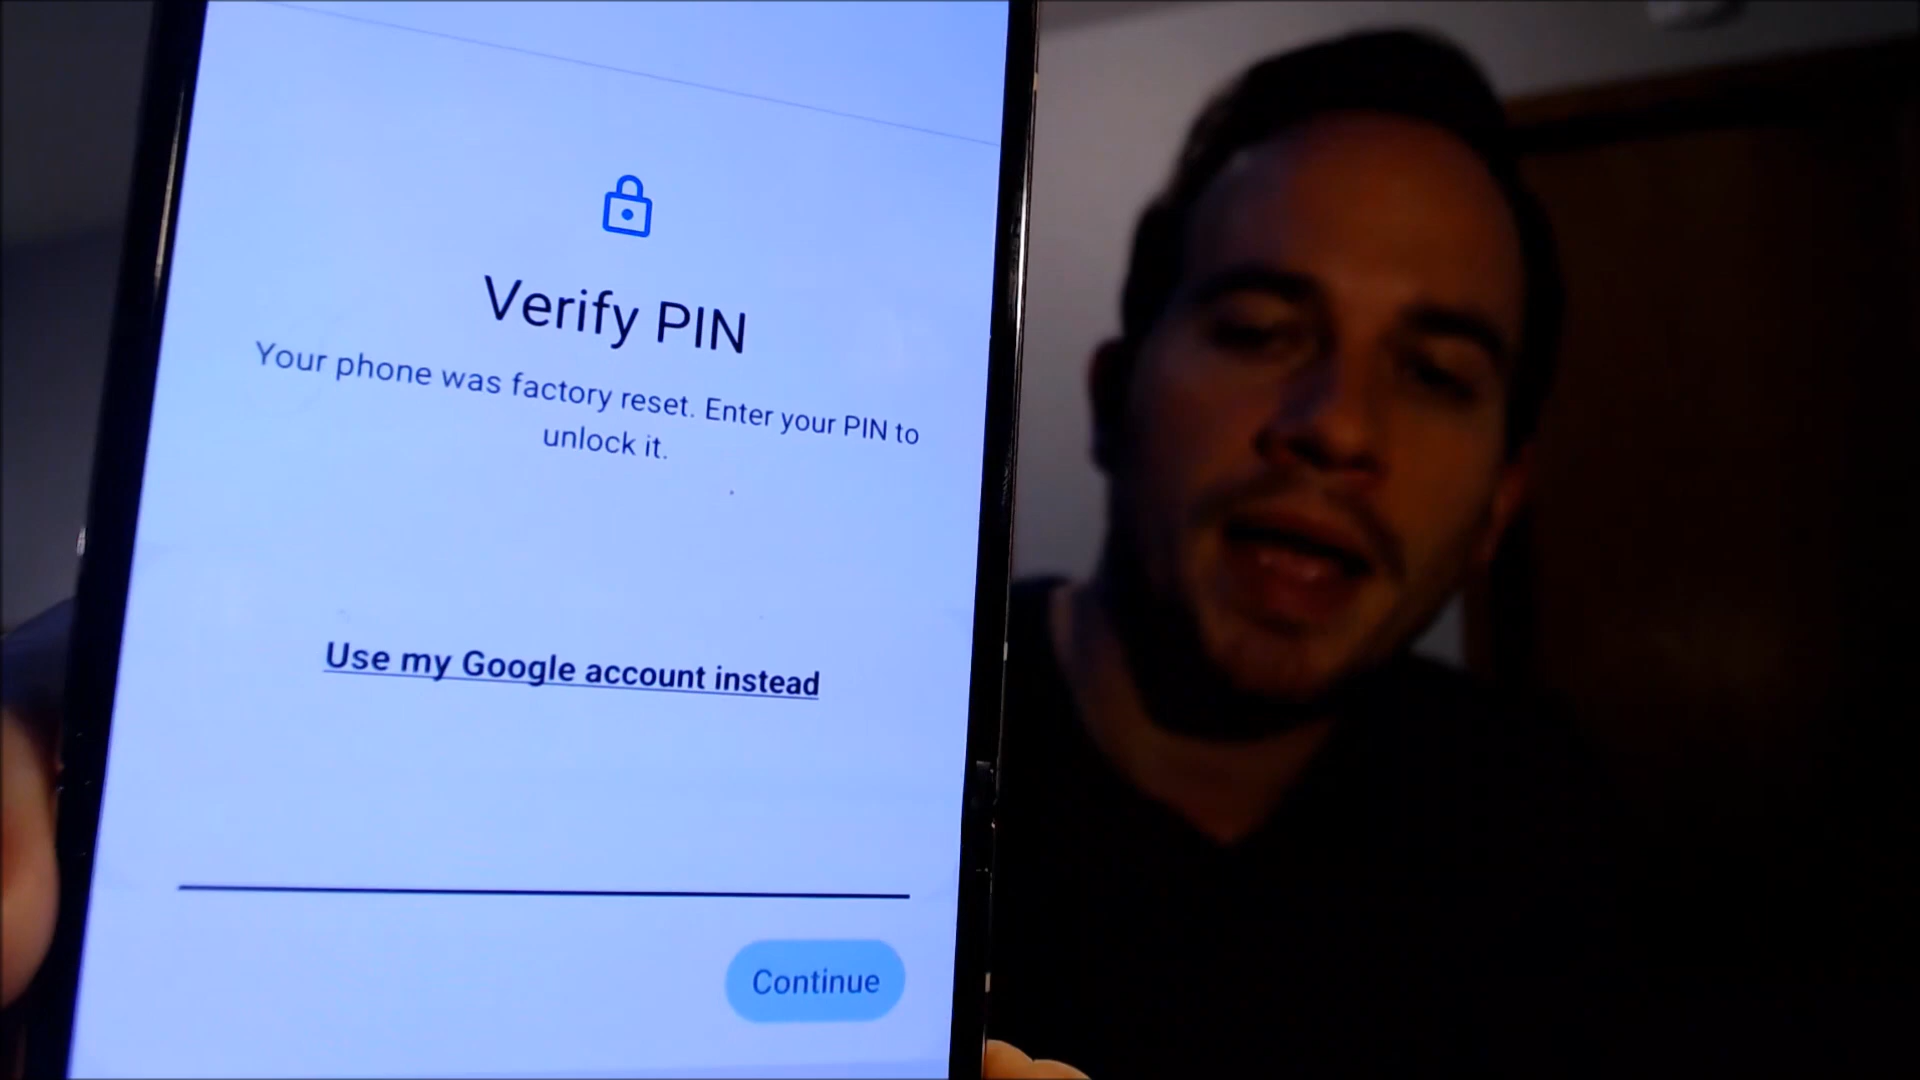 Verify PIN
Your phone was factory reset. Enter your PIN to
unlock it.
Use my Google account instead
Continue